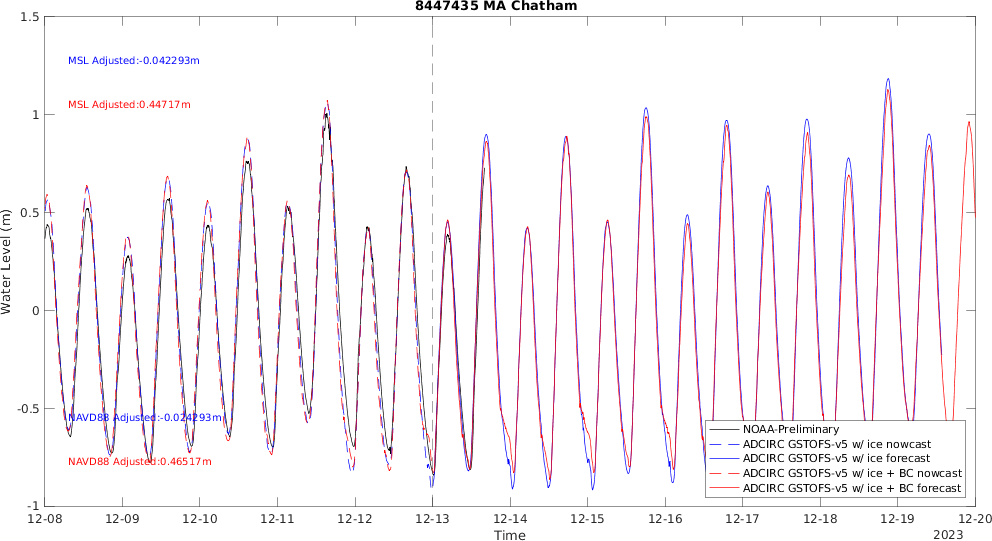 8447435 MA Chatham
1.5
MSL Adjusted:-0.042293m
MSL Adjusted:0.44717m
1
0.5
Water Level (m)
0
-0.5
NAVD88 Adjusted:-0.024293m
NAVD88 Adjusted:0.46517m
NOAA-Preliminary
ADCIRC GSTOFS-v5 w/ ice nowcast
ADCIRC GSTOFS-v5 w/ ice forecast
ADCIRC GSTOFS-v5 w/ ice + BC nowcast
ADCIRC GSTOFS-v5 w/ ice + BC forecast
-1
12-08 12-09 12-10 12-11 12-12 12-13 12-14 12-15 12-16 12-17 12-18 12-19 12-20
Time
2023